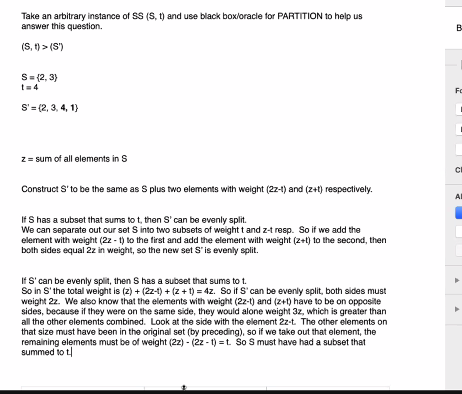 Take an arbitrary instance of SS (S, t) and use black box/oracle for PARTITION to help us
answer this question.
(S, t) > (S')
S = {2, 3}
t = 4
S' = {2, 3, 4, 1}
z = sum of all elements in S
Construct S' to be the same as S plus two elements with weight (2z-t) and (z+t) respectively.
If S has a subset that sums to t, then S' can be evenly split.
We can separate out our set S into two subsets of weight t and z-t resp. So if we add the
element with weight (2z - t) to the first and add the element with weight (z+t) to the second, then
both sides equal 2z in weight, so the new set S' is evenly split.
If S' can be evenly split, then S has a subset that sums to t.
So in S' the total weight is (z) + (2z-t) + (z + t) = 4z. So if S' can be evenly split, both sides must
weight 2z. We also know that the elements with weight (2z-t) and (z+t) have to be on opposite
sides, because if they were on the same side, they would alone weight 3z, which is greater than
all the other elements combined. Look at the side with the element 2z-t. The other elements on
that size must have been in the original set (by preceding), so if we take out that element, the
remaining elements must be of weight (2z) - (2z - t) = t. So S must have had a subset that
summed to t.